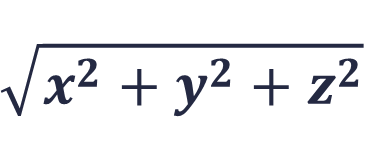 √(x² + y² + z²)